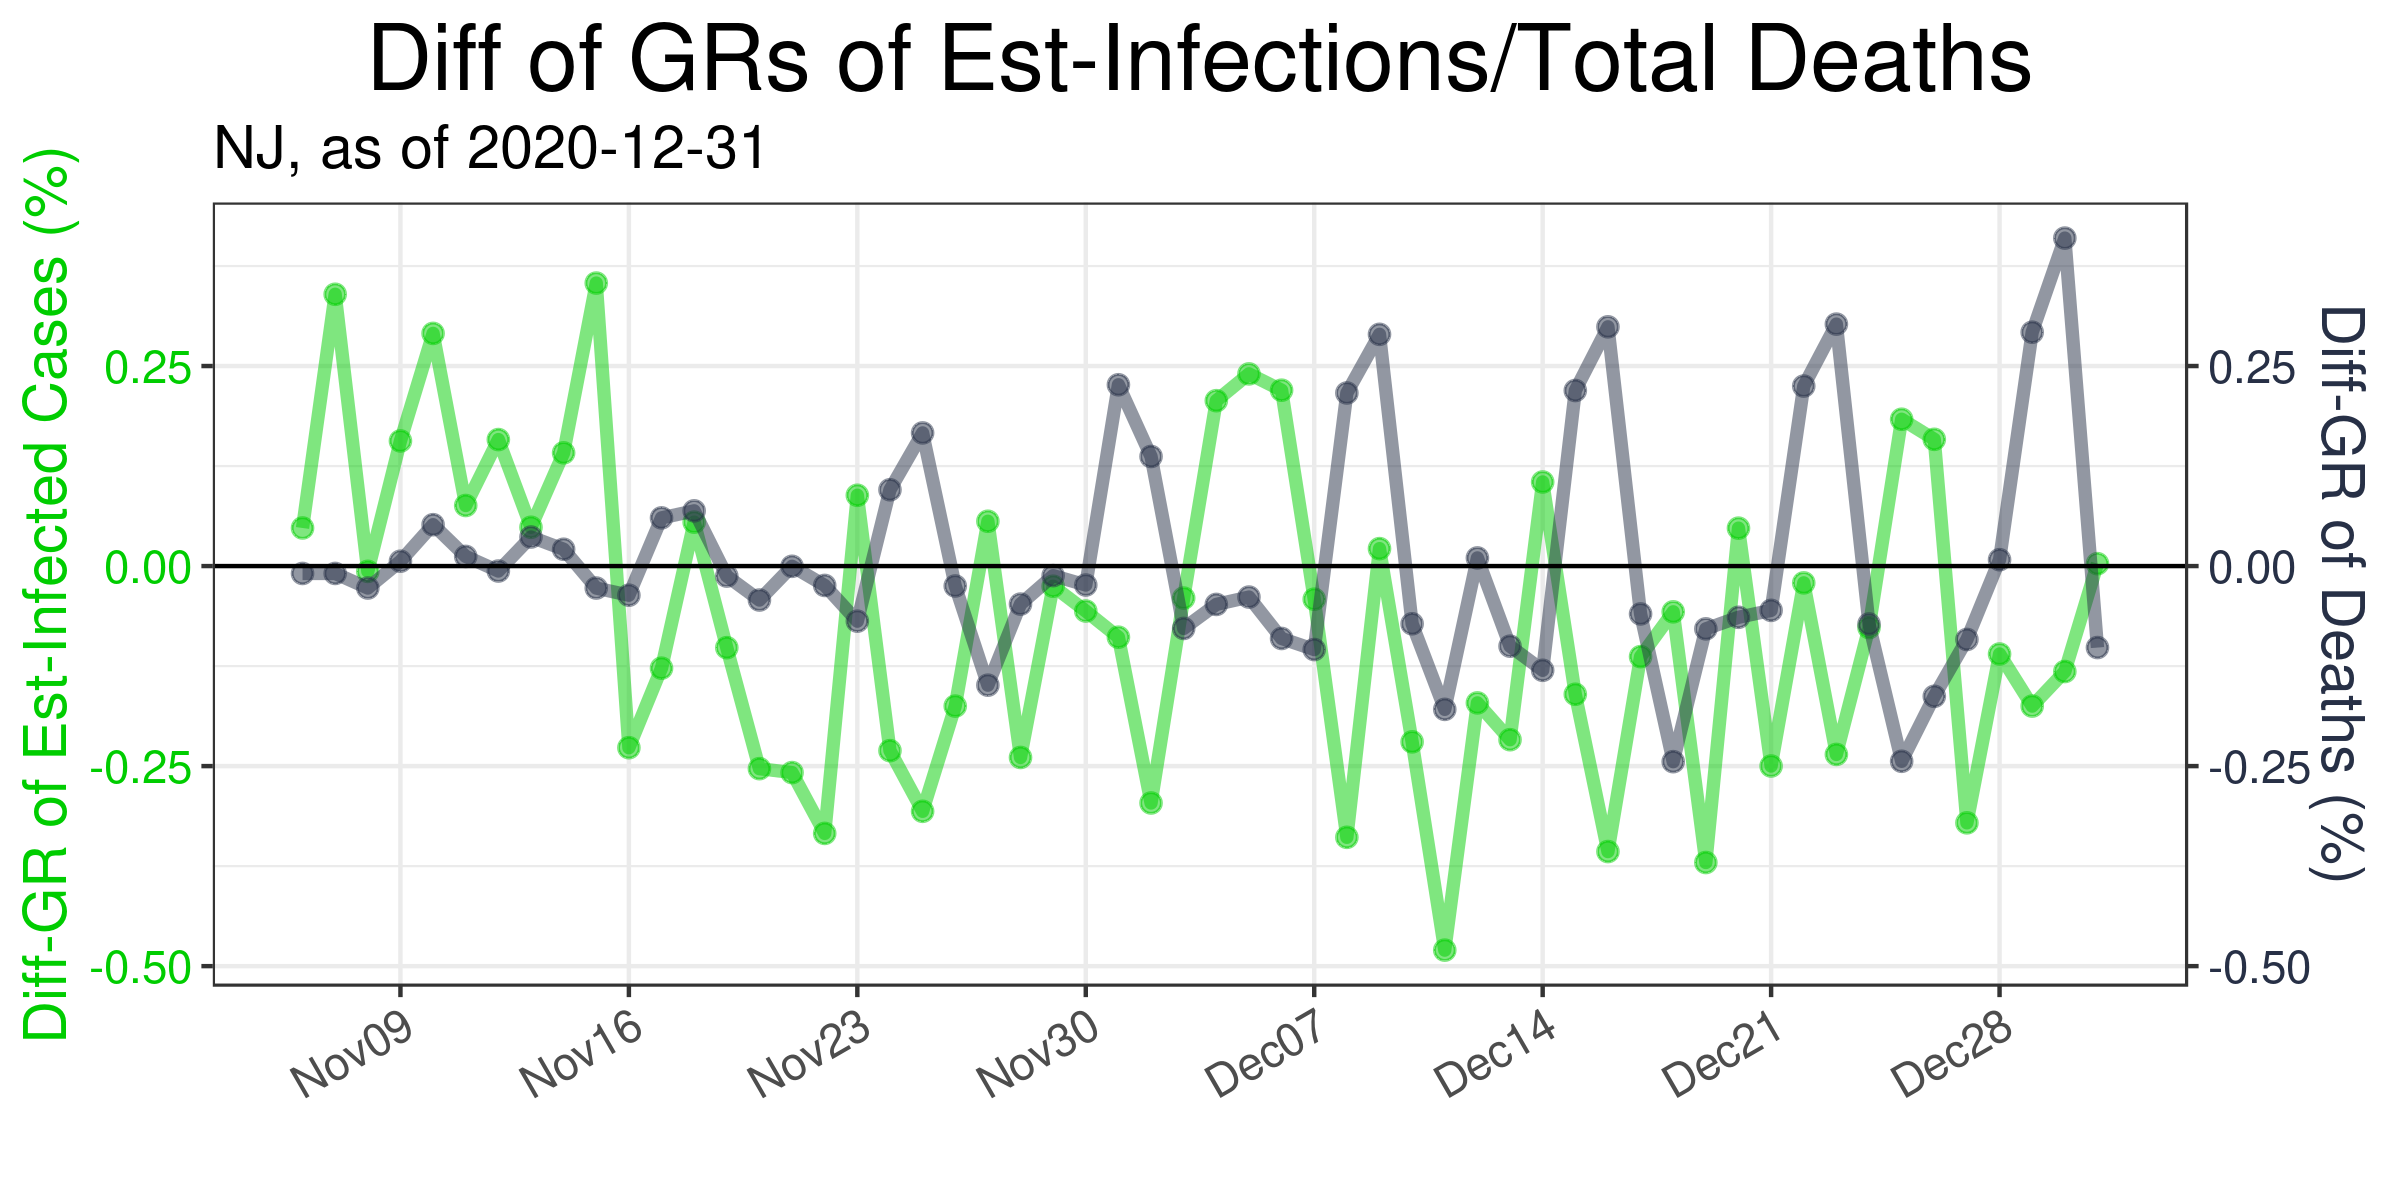 Diff of GRs of Est-Infections/Total Deaths
NJ, as of 2020-12-31
Diff-GR of Est-Infected Cases (%)
0.25
0.00
-0.25
-0.50
0.25
0.00
-0.25
-0.50
Diff-GR of Deaths (%)
Nov09
Nov16
Nov23
Nov30
Dec07
Dec14
Dec21
Dec28